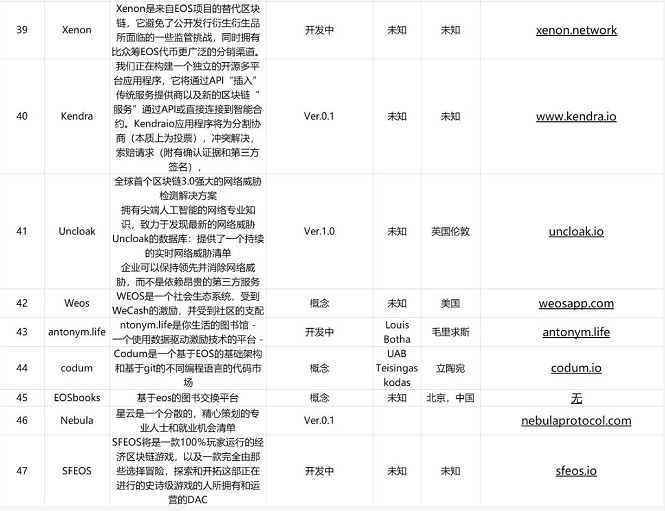 39
Xenon
Xenon是来自EOS项目的替代区块
链，它避免了公开发行衍生衍生品
所面临的一些监管挑战，同时拥有
比众筹EOS代币更广泛的分销渠道。
开发中
未知
未知
xenon.network
40
Kendra
我们正在构建一个独立的开源多平
台应用程序，它将通过API“插入”
传统服务提供商以及新的区块链“
服务”通过API或直接连接到智能合
约。Kendraio应用程序将为分割协
商（本质上为投票），冲突解决，
索赔请求（附有确认证据和第三方
签名），
Ver.0.1
未知
未知
www.kendra.io
41
Uncloak
全球首个区块链3.0强大的网络威胁
检测解决方案
拥有尖端人工智能的网络专业知
识，致力于发现最新的网络威胁
Uncloak的数据库：提供了一个持续
的实时网络威胁清单
企业可以保持领先并消除网络威
胁，而不是依赖昂贵的第三方服务
Ver.1.0
未知
英国伦敦
uncloak.io
42
Weos
WEOS是一个社会生态系统，受到
WeCash的激励，并受到社区的支配
概念
未知
美国
weosapp.com
43
antonym.life
ntonym.life是你生活的图书馆 -
一个使用数据驱动激励技术的平台 -
开发中
Louis
Botha
毛里求斯
antonym.life
44
codum
Codum是一个基于EOS的基础架构
和基于git的不同编程语言的代码市
场
概念
UAB
Teisingas
kodas
立陶宛
codum.io
45
EOSbooks
基于eos的图书交换平台
概念
未知
北京，中国
无
46
Nebula
星云是一个分散的，精心策划的专
业人士和就业机会清单
Ver.0.1
nebulaprotocol.com
47
SFEOS
SFEOS将是一款100%玩家运行的经
济区块链游戏，以及一款完全由那
些选择冒险，探索和开拓这部正在
进行的史诗级游戏的人所拥有和运
营的DAC
开发中
未知
未知
sfeos.io